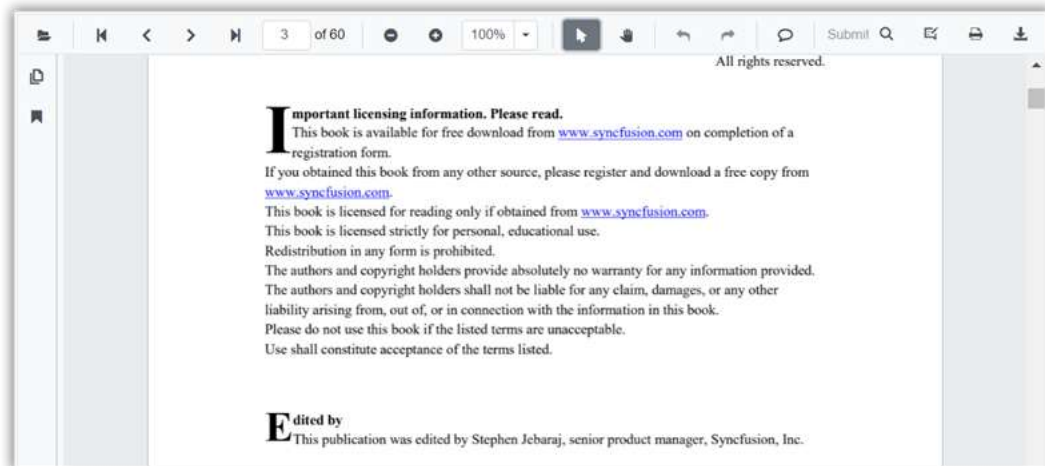 3 of 60 100% Submit
All rights reserved.
Important licensing information. Please read.
This book is available for free download from www.syncfusion.com on completion of a
registration form.
If you obtained this book from any other source, please register and download a free copy from
www.syncfusion.com.
This book is licensed for reading only if obtained from www.syncfusion.com.
This book is licensed strictly for personal, educational use.
Redistribution in any form is prohibited.
The authors and copyright holders provide absolutely no warranty for any information provided.
The authors and copyright holders shall not be liable for any claim, damages, or any other
liability arising from, out of, or in connection with the information in this book.
Please do not use this book if the listed terms are unacceptable.
Use shall constitute acceptance of the terms listed.
Edited by
This publication was edited by Stephen Jebaraj, senior product manager, Syncfusion, Inc.